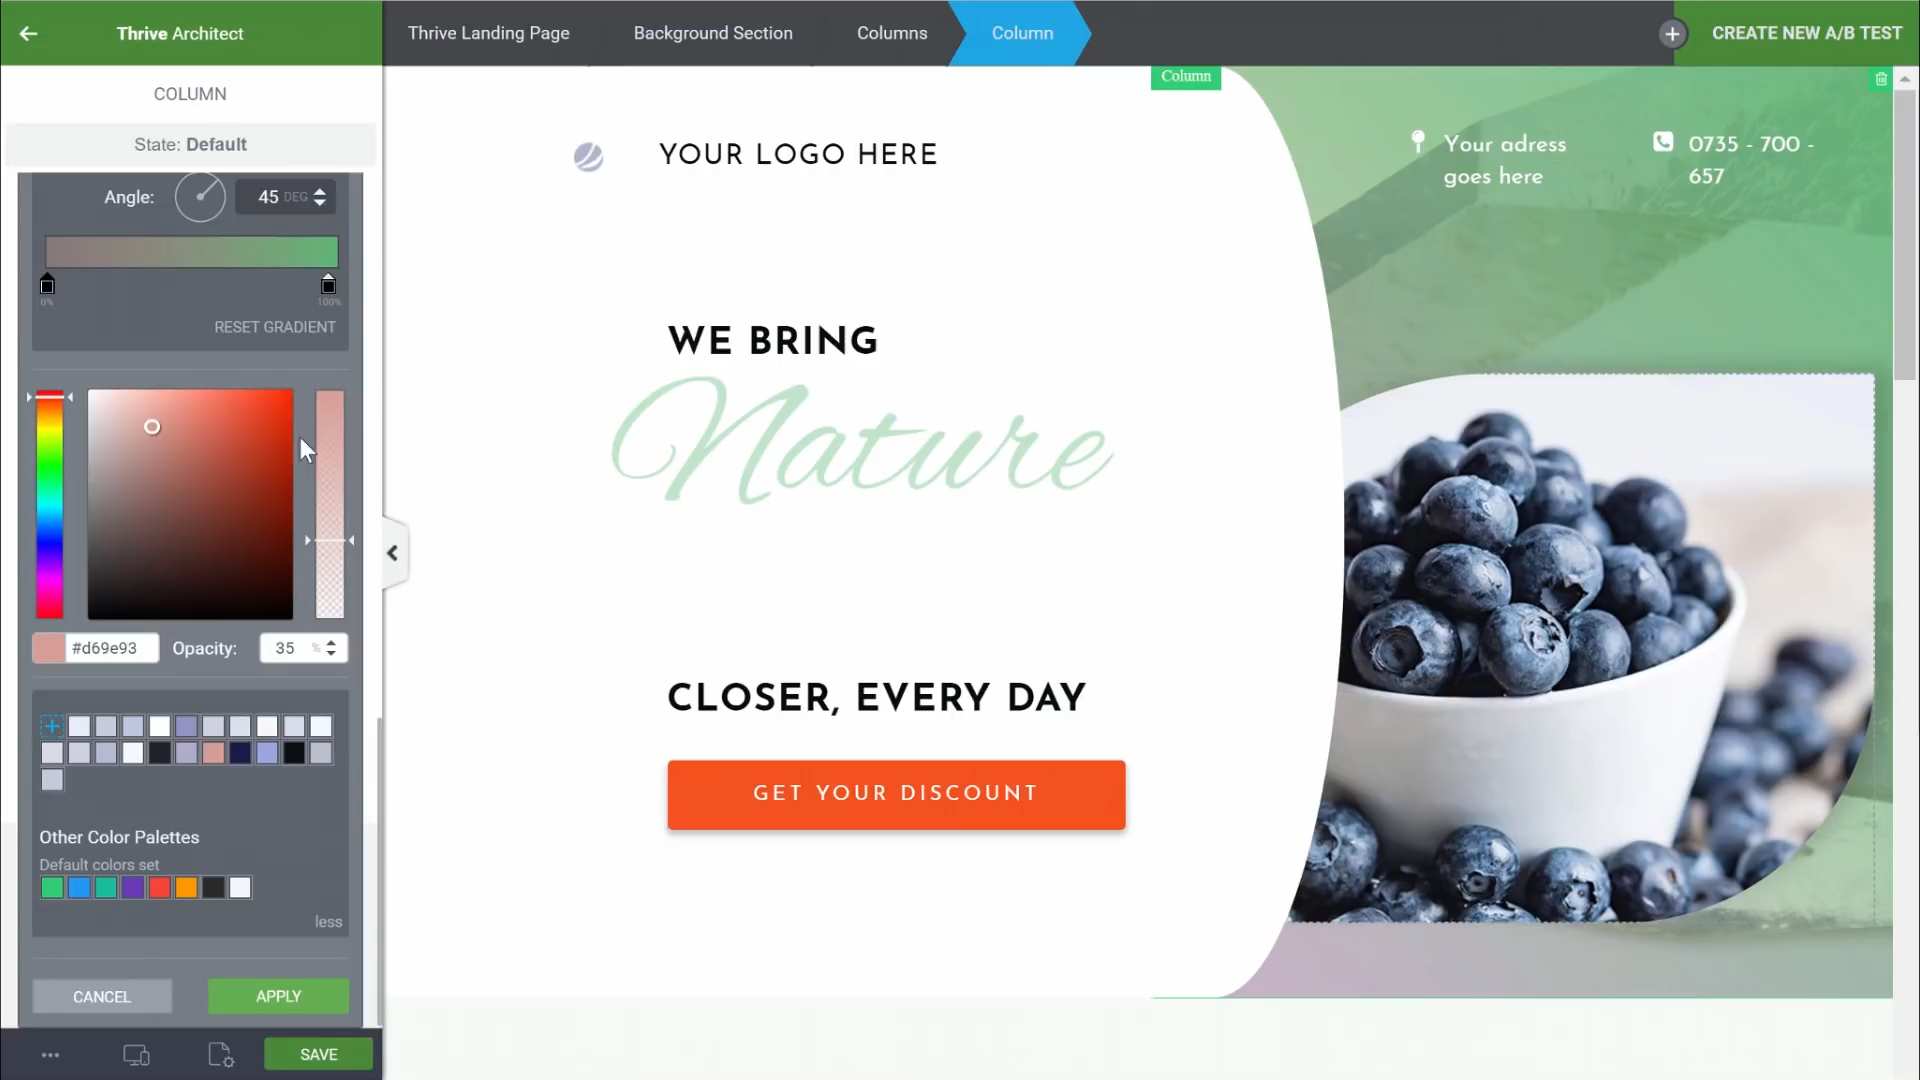 Thrive Architect
Thrive Landing Page
Background Section
Columns
Column
CREATE NEW A/B TEST
COLUMN
State: Default
Angle:
45 DEG
0%
100%
RESET GRADIENT
#d69e93
Opacity:
35 %
Other Color Palettes
Default colors set
less
CANCEL
APPLY
SAVE
Column
YOUR LOGO HERE
Your adress
goes here
0735 - 700 -
657
WE BRING
Nature
CLOSER, EVERY DAY
GET YOUR DISCOUNT